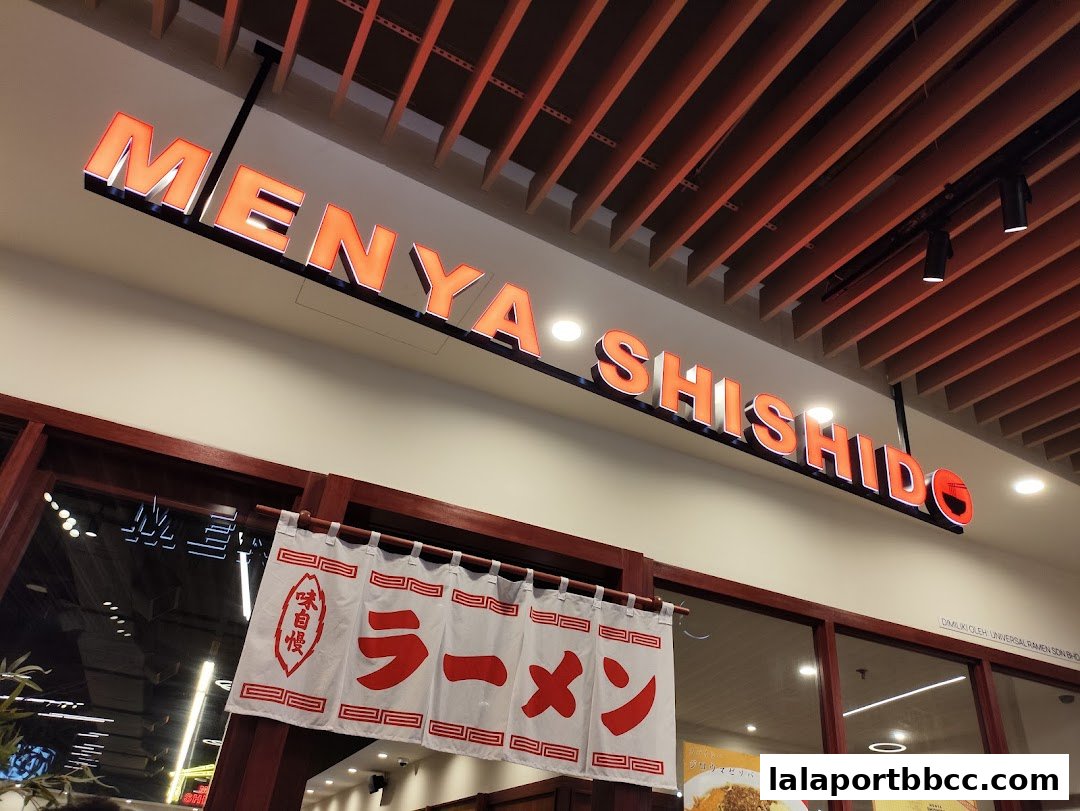 MENYA SHISHIDO
味自慢
ラーメン
DIMILIKI OLEH : UNIVERSAL RAMEN SDN BHD
lalaportbbcc.com